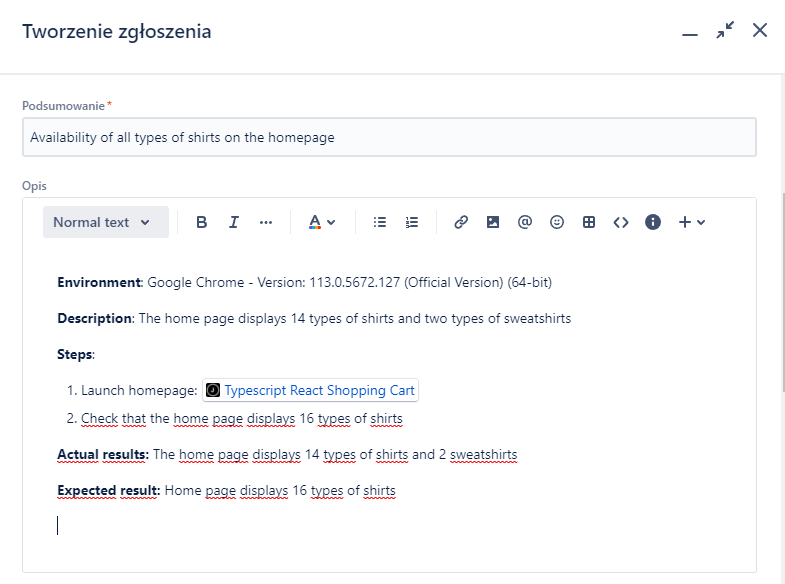 Tworzenie zgłoszenia
Podsumowanie*
Availability of all types of shirts on the homepage
Opis
Normal text B I ··· A @
Environment: Google Chrome - Version: 113.0.5672.127 (Official Version) (64-bit)
Description: The home page displays 14 types of shirts and two types of sweatshirts
Steps:
1. Launch homepage: Typescript React Shopping Cart
2. Check that the home page displays 16 types of shirts
Actual results: The home page displays 14 types of shirts and 2 sweatshirts
Expected result: Home page displays 16 types of shirts